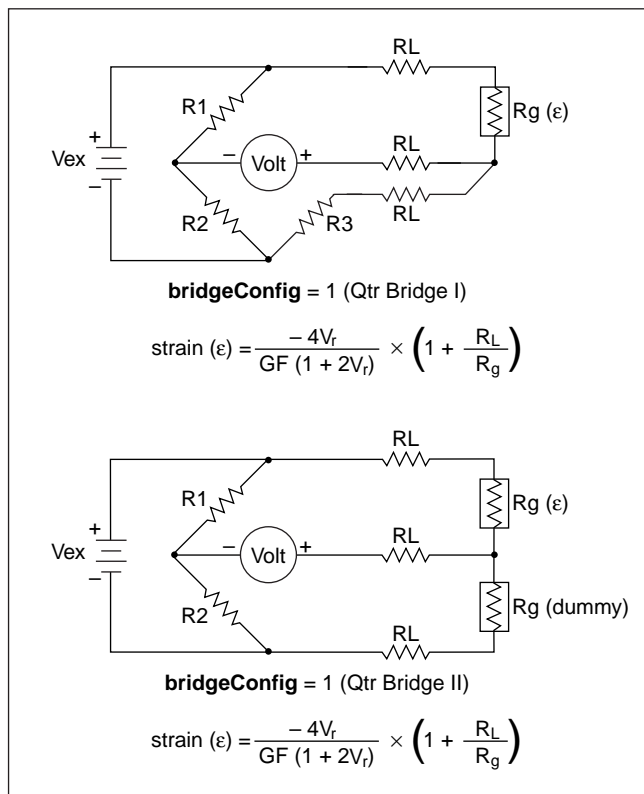 RL
R1
Rg (ε)
+
Vex
−
− Volt + RL
R2
R3
RL
bridgeConfig = 1 (Qtr Bridge I)
strain (ε) = − 4Vr / GF (1 + 2Vr) × (1 + RL / Rg)
RL
R1
Rg (ε)
+
Vex
−
− Volt + RL
R2
Rg (dummy)
RL
bridgeConfig = 1 (Qtr Bridge II)
strain (ε) = − 4Vr / GF (1 + 2Vr) × (1 + RL / Rg)